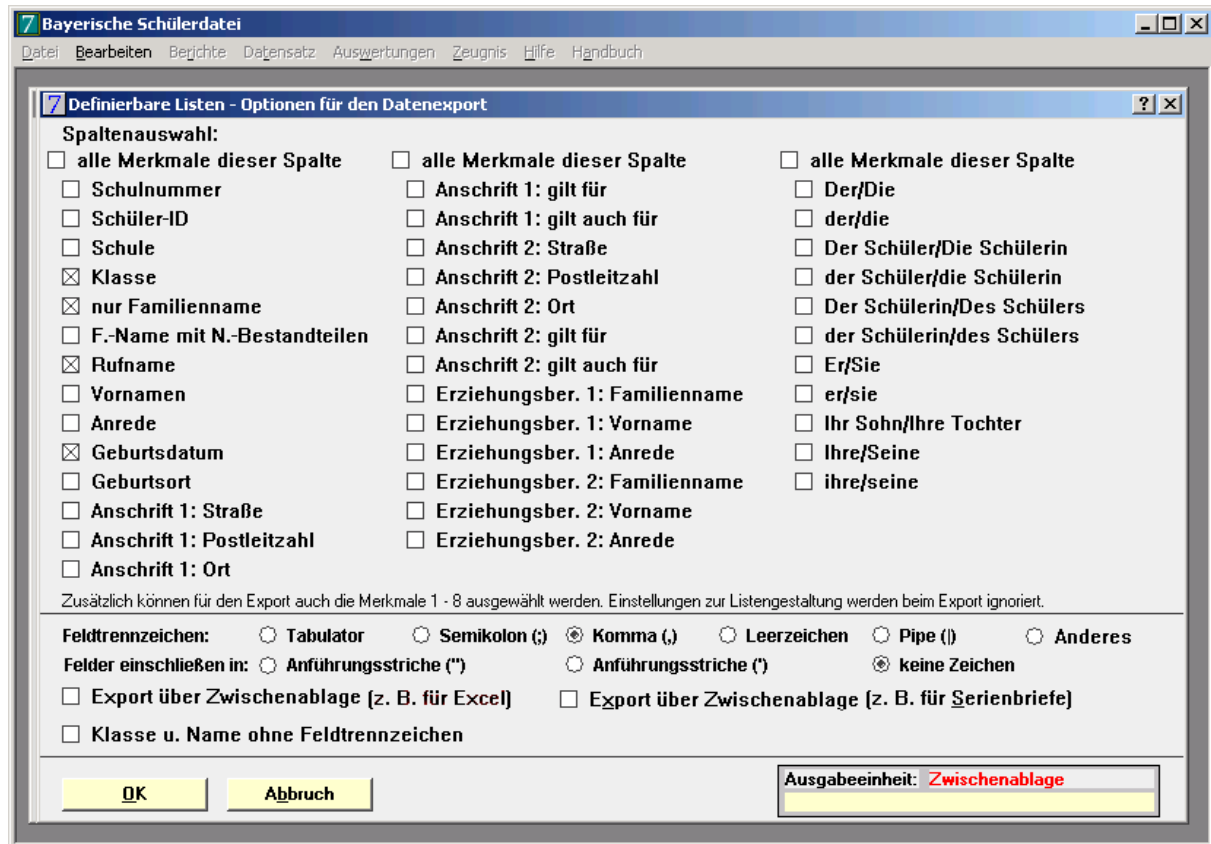 Bayerische Schülerdatei
Datei Bearbeiten Berichte Datensatz Auswertungen Zeugnis Hilfe Handbuch
Definierbare Listen - Optionen für den Datenexport
Spaltenauswahl:
alle Merkmale dieser Spalte
Schulnummer
Schüler-ID
Schule
Klasse
nur Familienname
F.-Name mit N.-Bestandteilen
Rufname
Vornamen
Anrede
Geburtsdatum
Geburtsort
Anschrift 1: Straße
Anschrift 1: Postleitzahl
Anschrift 1: Ort
alle Merkmale dieser Spalte
Anschrift 1: gilt für
Anschrift 1: gilt auch für
Anschrift 2: Straße
Anschrift 2: Postleitzahl
Anschrift 2: Ort
Anschrift 2: gilt für
Anschrift 2: gilt auch für
Erziehungsber. 1: Familienname
Erziehungsber. 1: Vorname
Erziehungsber. 1: Anrede
Erziehungsber. 2: Familienname
Erziehungsber. 2: Vorname
Erziehungsber. 2: Anrede
alle Merkmale dieser Spalte
Der/Die
der/die
Der Schüler/Die Schülerin
der Schüler/die Schülerin
Der Schülerin/Des Schülers
der Schülerin/des Schülers
Er/Sie
er/sie
Ihr Sohn/Ihre Tochter
Ihre/Seine
ihre/seine
Zusätzlich können für den Export auch die Merkmale 1 - 8 ausgewählt werden. Einstellungen zur Listengestaltung werden beim Export ignoriert.
Feldtrennzeichen: Tabulator Semikolon (;) Komma (,) Leerzeichen Pipe (|) Anderes
Felder einschließen in: Anführungsstriche (") Anführungsstriche (') keine Zeichen
Export über Zwischenablage (z. B. für Excel) Export über Zwischenablage (z. B. für Serienbriefe)
Klasse u. Name ohne Feldtrennzeichen
OK Abbruch
Ausgabeeinheit: Zwischenablage